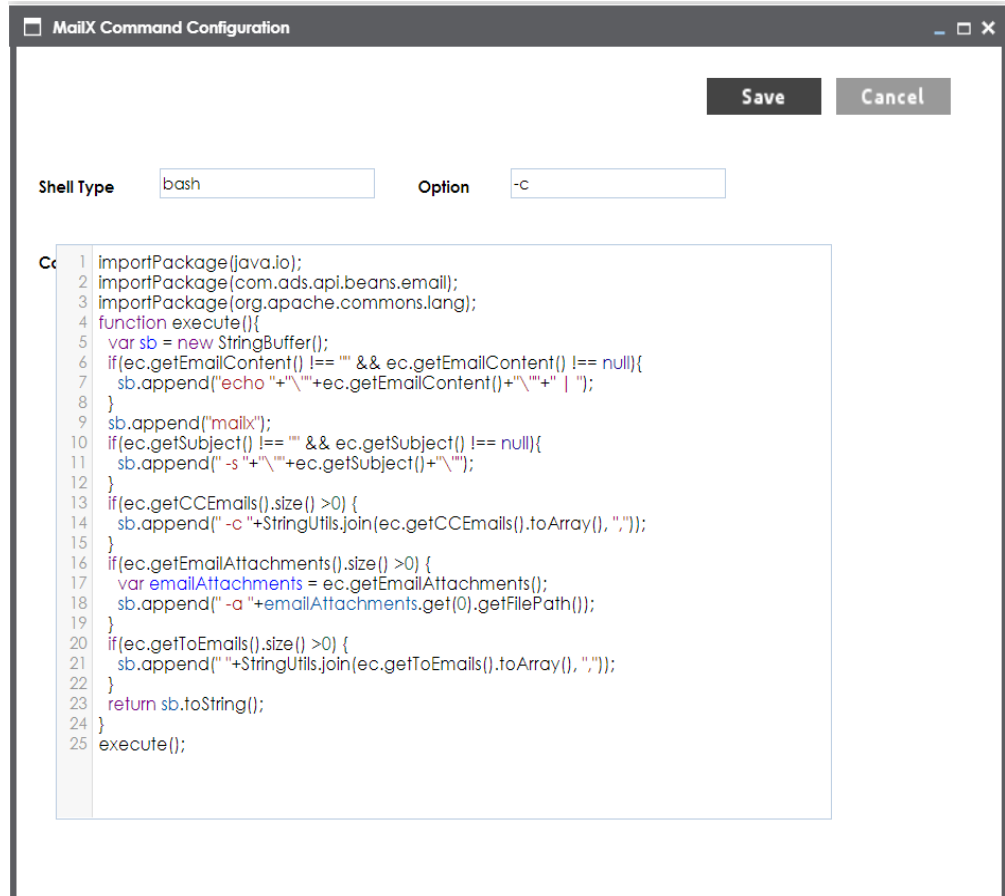 MailX Command Configuration
Save Cancel
Shell Type bash Option -c
Co
1 importPackage(java.io);
2 importPackage(com.ads.api.beans.email);
3 importPackage(org.apache.commons.lang);
4 function execute(){
5 var sb = new StringBuffer();
6 if(ec.getEmailContent() !== "" && ec.getEmailContent() !== null){
7 sb.append("echo "+"\""+ec.getEmailContent()+"\""+" | ");
8 }
9 sb.append("mailx");
10 if(ec.getSubject() !== "" && ec.getSubject() !== null){
11 sb.append(" -s "+"\""+ec.getSubject()+"\"");
12 }
13 if(ec.getCCEmails().size() >0) {
14 sb.append(" -c "+StringUtils.join(ec.getCCEmails().toArray(), ","));
15 }
16 if(ec.getEmailAttachments().size() >0) {
17 var emailAttachments = ec.getEmailAttachments();
18 sb.append(" -a "+emailAttachments.get(0).getFilePath());
19 }
20 if(ec.getToEmails().size() >0) {
21 sb.append(" "+StringUtils.join(ec.getToEmails().toArray(), ","));
22 }
23 return sb.toString();
24 }
25 execute();